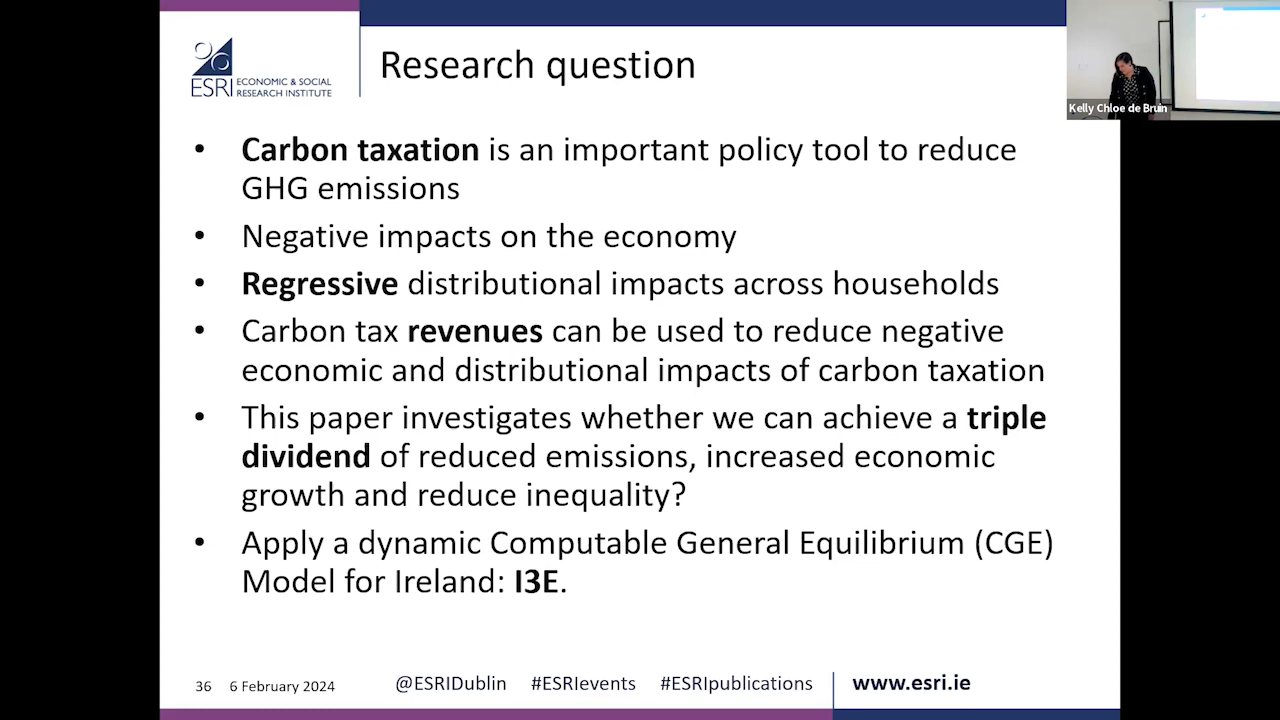 ESRI
ECONOMIC & SOCIAL
RESEARCH INSTITUTE
Research question
Kelly Chloe de Bruin
• Carbon taxation is an important policy tool to reduce
GHG emissions
• Negative impacts on the economy
• Regressive distributional impacts across households
• Carbon tax revenues can be used to reduce negative
economic and distributional impacts of carbon taxation
• This paper investigates whether we can achieve a triple
dividend of reduced emissions, increased economic
growth and reduce inequality?
• Apply a dynamic Computable General Equilibrium (CGE)
Model for Ireland: I3E.
36 6 February 2024 @ESRIDublin #ESRIevents #ESRIpublications www.esri.ie